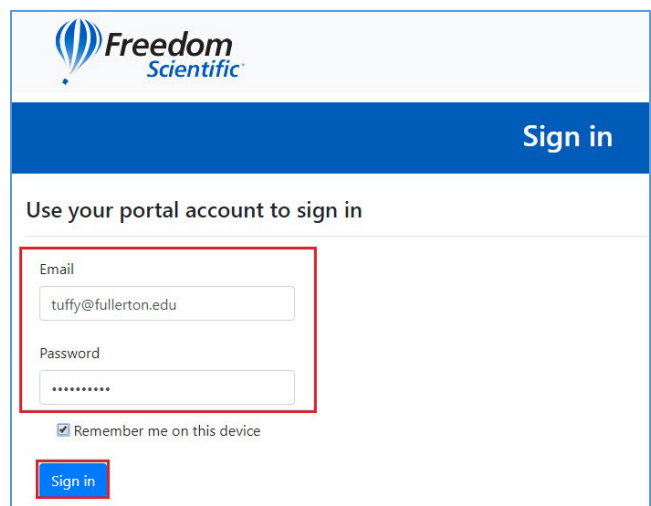 Freedom
Scientific
Sign in
Use your portal account to sign in
Email
tuffy@fullerton.edu
Password
••••••••••
Remember me on this device
Sign in